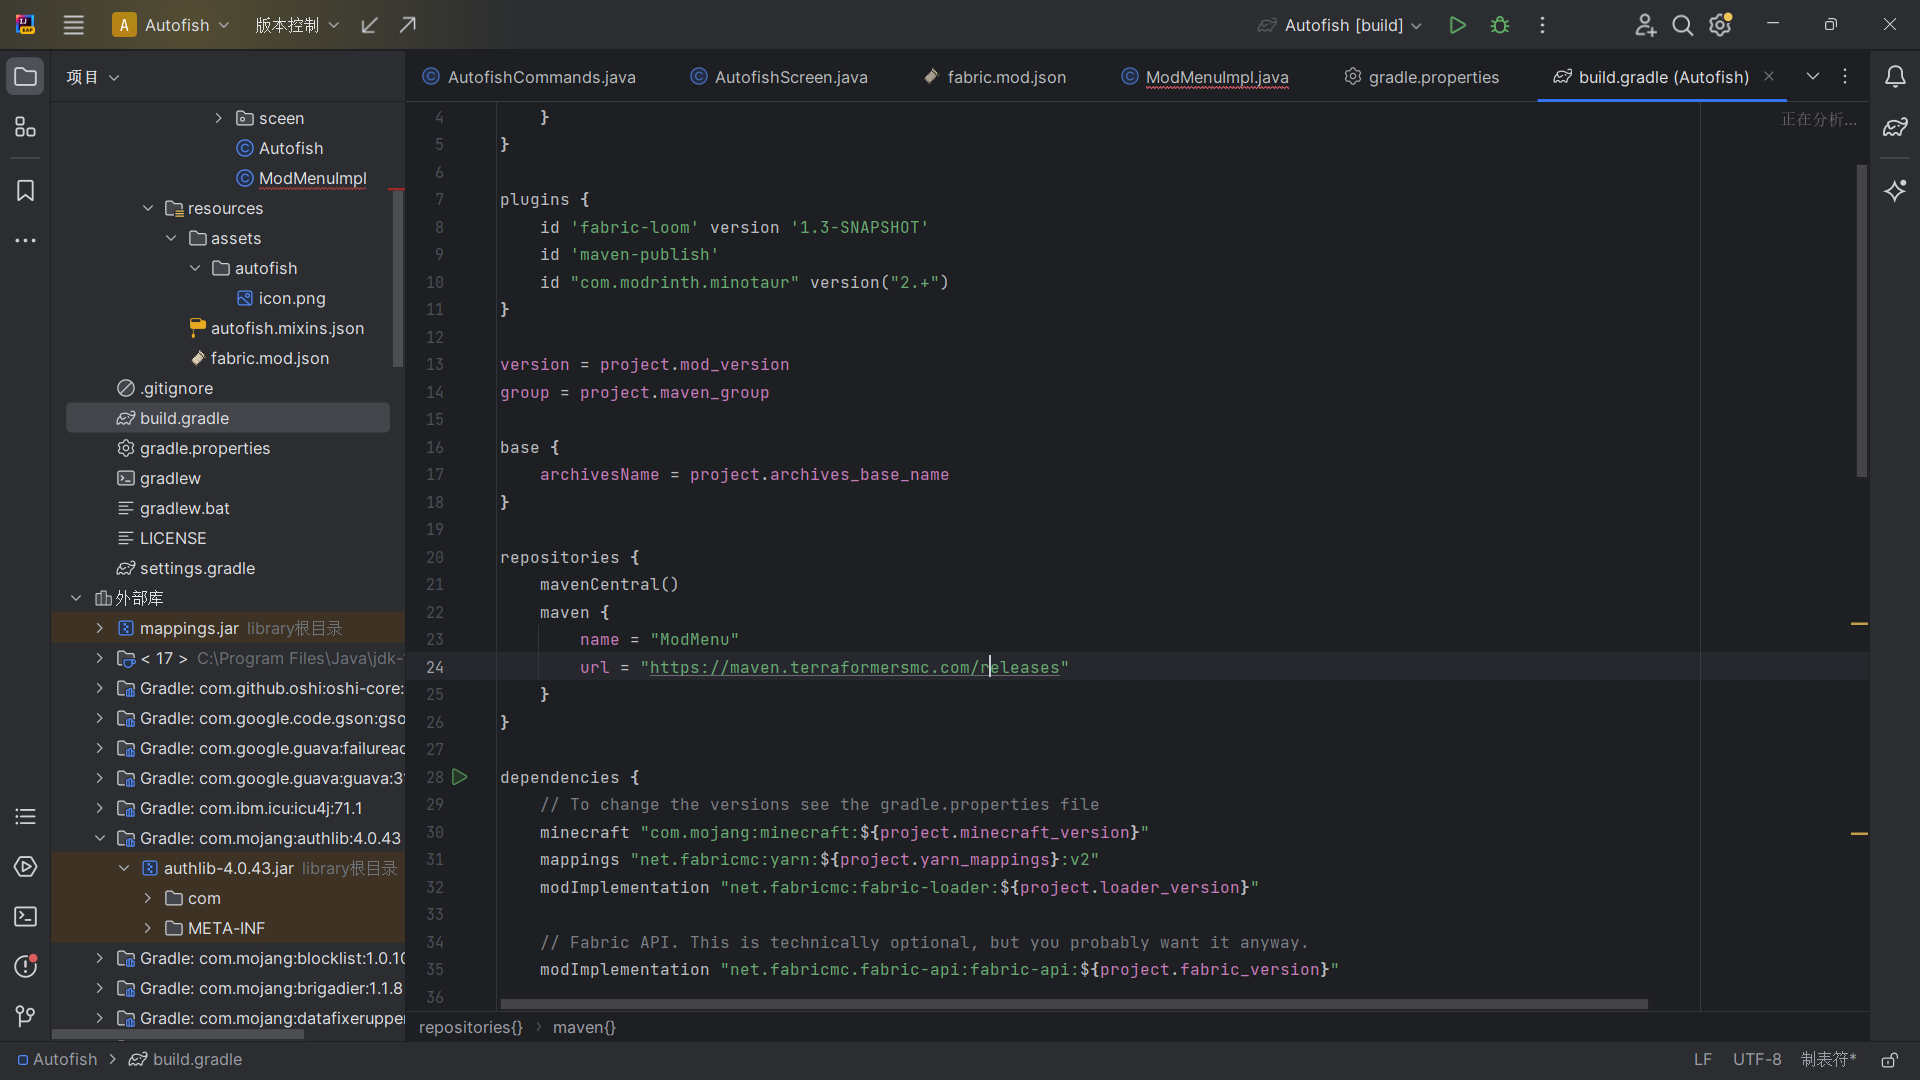 A Autofish 版本控制 Autofish [build]
项目
AutofishCommands.java AutofishScreen.java fabric.mod.json ModMenuImpl.java gradle.properties build.gradle (Autofish)
正在分析...
sceen
Autofish
ModMenuImpl
resources
assets
autofish
icon.png
autofish.mixins.json
fabric.mod.json
.gitignore
build.gradle
gradle.properties
gradlew
gradlew.bat
LICENSE
settings.gradle
外部库
mappings.jar library根目录
< 17 > C:\Program Files\Java\jdk-
Gradle: com.github.oshi:oshi-core:
Gradle: com.google.code.gson:gso
Gradle: com.google.guava:failureac
Gradle: com.google.guava:guava:31
Gradle: com.ibm.icu:icu4j:71.1
Gradle: com.mojang:authlib:4.0.43
authlib-4.0.43.jar library根目录
com
META-INF
Gradle: com.mojang:blocklist:1.0.10
Gradle: com.mojang:brigadier:1.1.8
Gradle: com.mojang:datafixerupper
4 }
5 }
6
7 plugins {
8 id 'fabric-loom' version '1.3-SNAPSHOT'
9 id 'maven-publish'
10 id "com.modrinth.minotaur" version("2.+")
11 }
12
13 version = project.mod_version
14 group = project.maven_group
15
16 base {
17 archivesName = project.archives_base_name
18 }
19
20 repositories {
21 mavenCentral()
22 maven {
23 name = "ModMenu"
24 url = "https://maven.terraformersmc.com/releases"
25 }
26 }
27
28 dependencies {
29 // To change the versions see the gradle.properties file
30 minecraft "com.mojang:minecraft:${project.minecraft_version}"
31 mappings "net.fabricmc:yarn:${project.yarn_mappings}:v2"
32 modImplementation "net.fabricmc:fabric-loader:${project.loader_version}"
33
34 // Fabric API. This is technically optional, but you probably want it anyway.
35 modImplementation "net.fabricmc.fabric-api:fabric-api:${project.fabric_version}"
36
repositories{} › maven{}
Autofish > build.gradle
LF UTF-8 制表符*